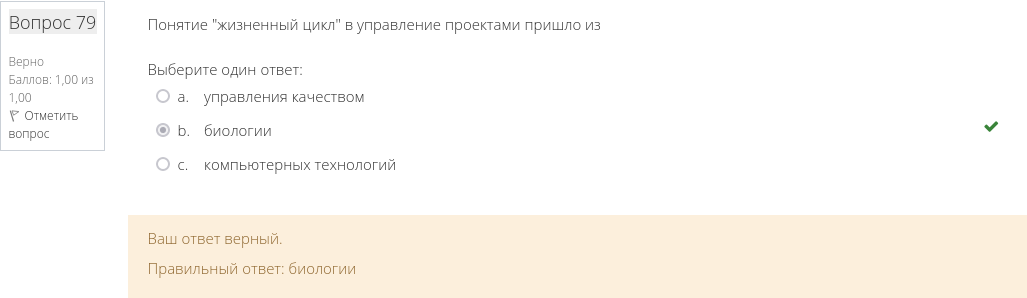 Вопрос 79
Верно
Баллов: 1,00 из
1,00
Отметить
вопрос
Понятие "жизненный цикл" в управление проектами пришло из
Выберите один ответ:
a. управления качеством
b. биологии
c. компьютерных технологий
Ваш ответ верный.
Правильный ответ: биологии